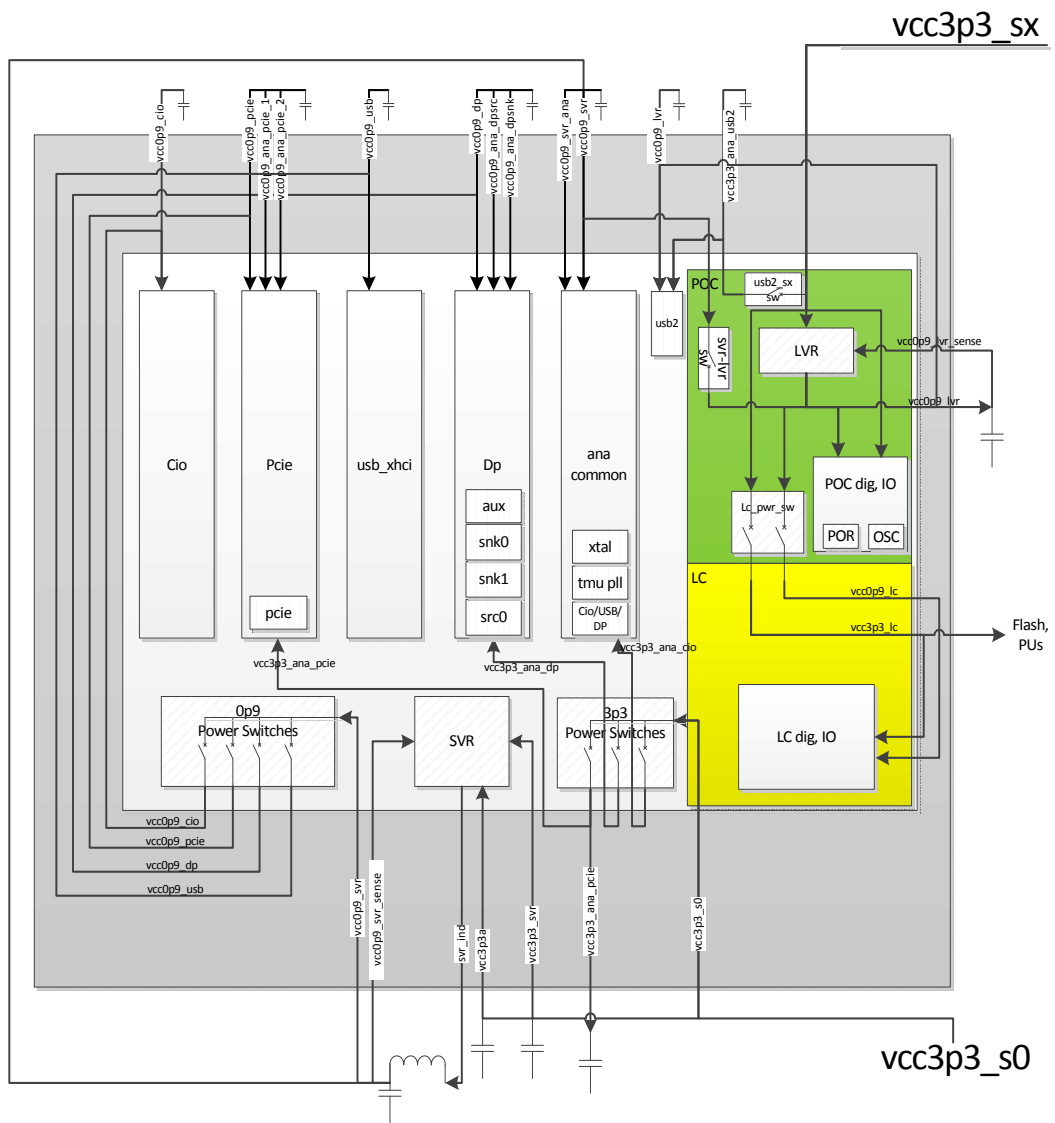 vcc3p3_sx
vcc0p9_cio
vcc0p9_pcie
vcc0p9_ana_pcie_1
vcc0p9_ana_pcie_2
vcc0p9_usb
vcc0p9_dp
vcc0p9_ana_dpsrc
vcc0p9_ana_dpsnk
vcc0p9_svr_ana
vcc0p9_svr
vcc0p9_lvr
vcc3p3_ana_usb2
POC
usb2_sx
sw
usb2
svr-lvr
sw
LVR
vcc0p9_lvr_sense
vcc0p9_lvr
Cio
Pcie
usb_xhci
Dp
ana
common
aux
snk0
snk1
src0
xtal
tmu pll
Cio/USB/
DP
pcie
POC dig, IO
POR
OSC
Lc_pwr_sw
LC
vcc0p9_lc
vcc3p3_lc
Flash,
PUs
vcc3p3_ana_pcie
vcc3p3_ana_dp
vcc3p3_ana_cio
0p9
Power Switches
SVR
3p3
Power Switches
LC dig, IO
vcc0p9_cio
vcc0p9_pcie
vcc0p9_dp
vcc0p9_usb
vcc0p9_svr
vcc0p9_svr_sense
svr_ind
vcc3p3a
vcc3p3_svr
vcc3p3_ana_pcie
vcc3p3_s0
vcc3p3_s0